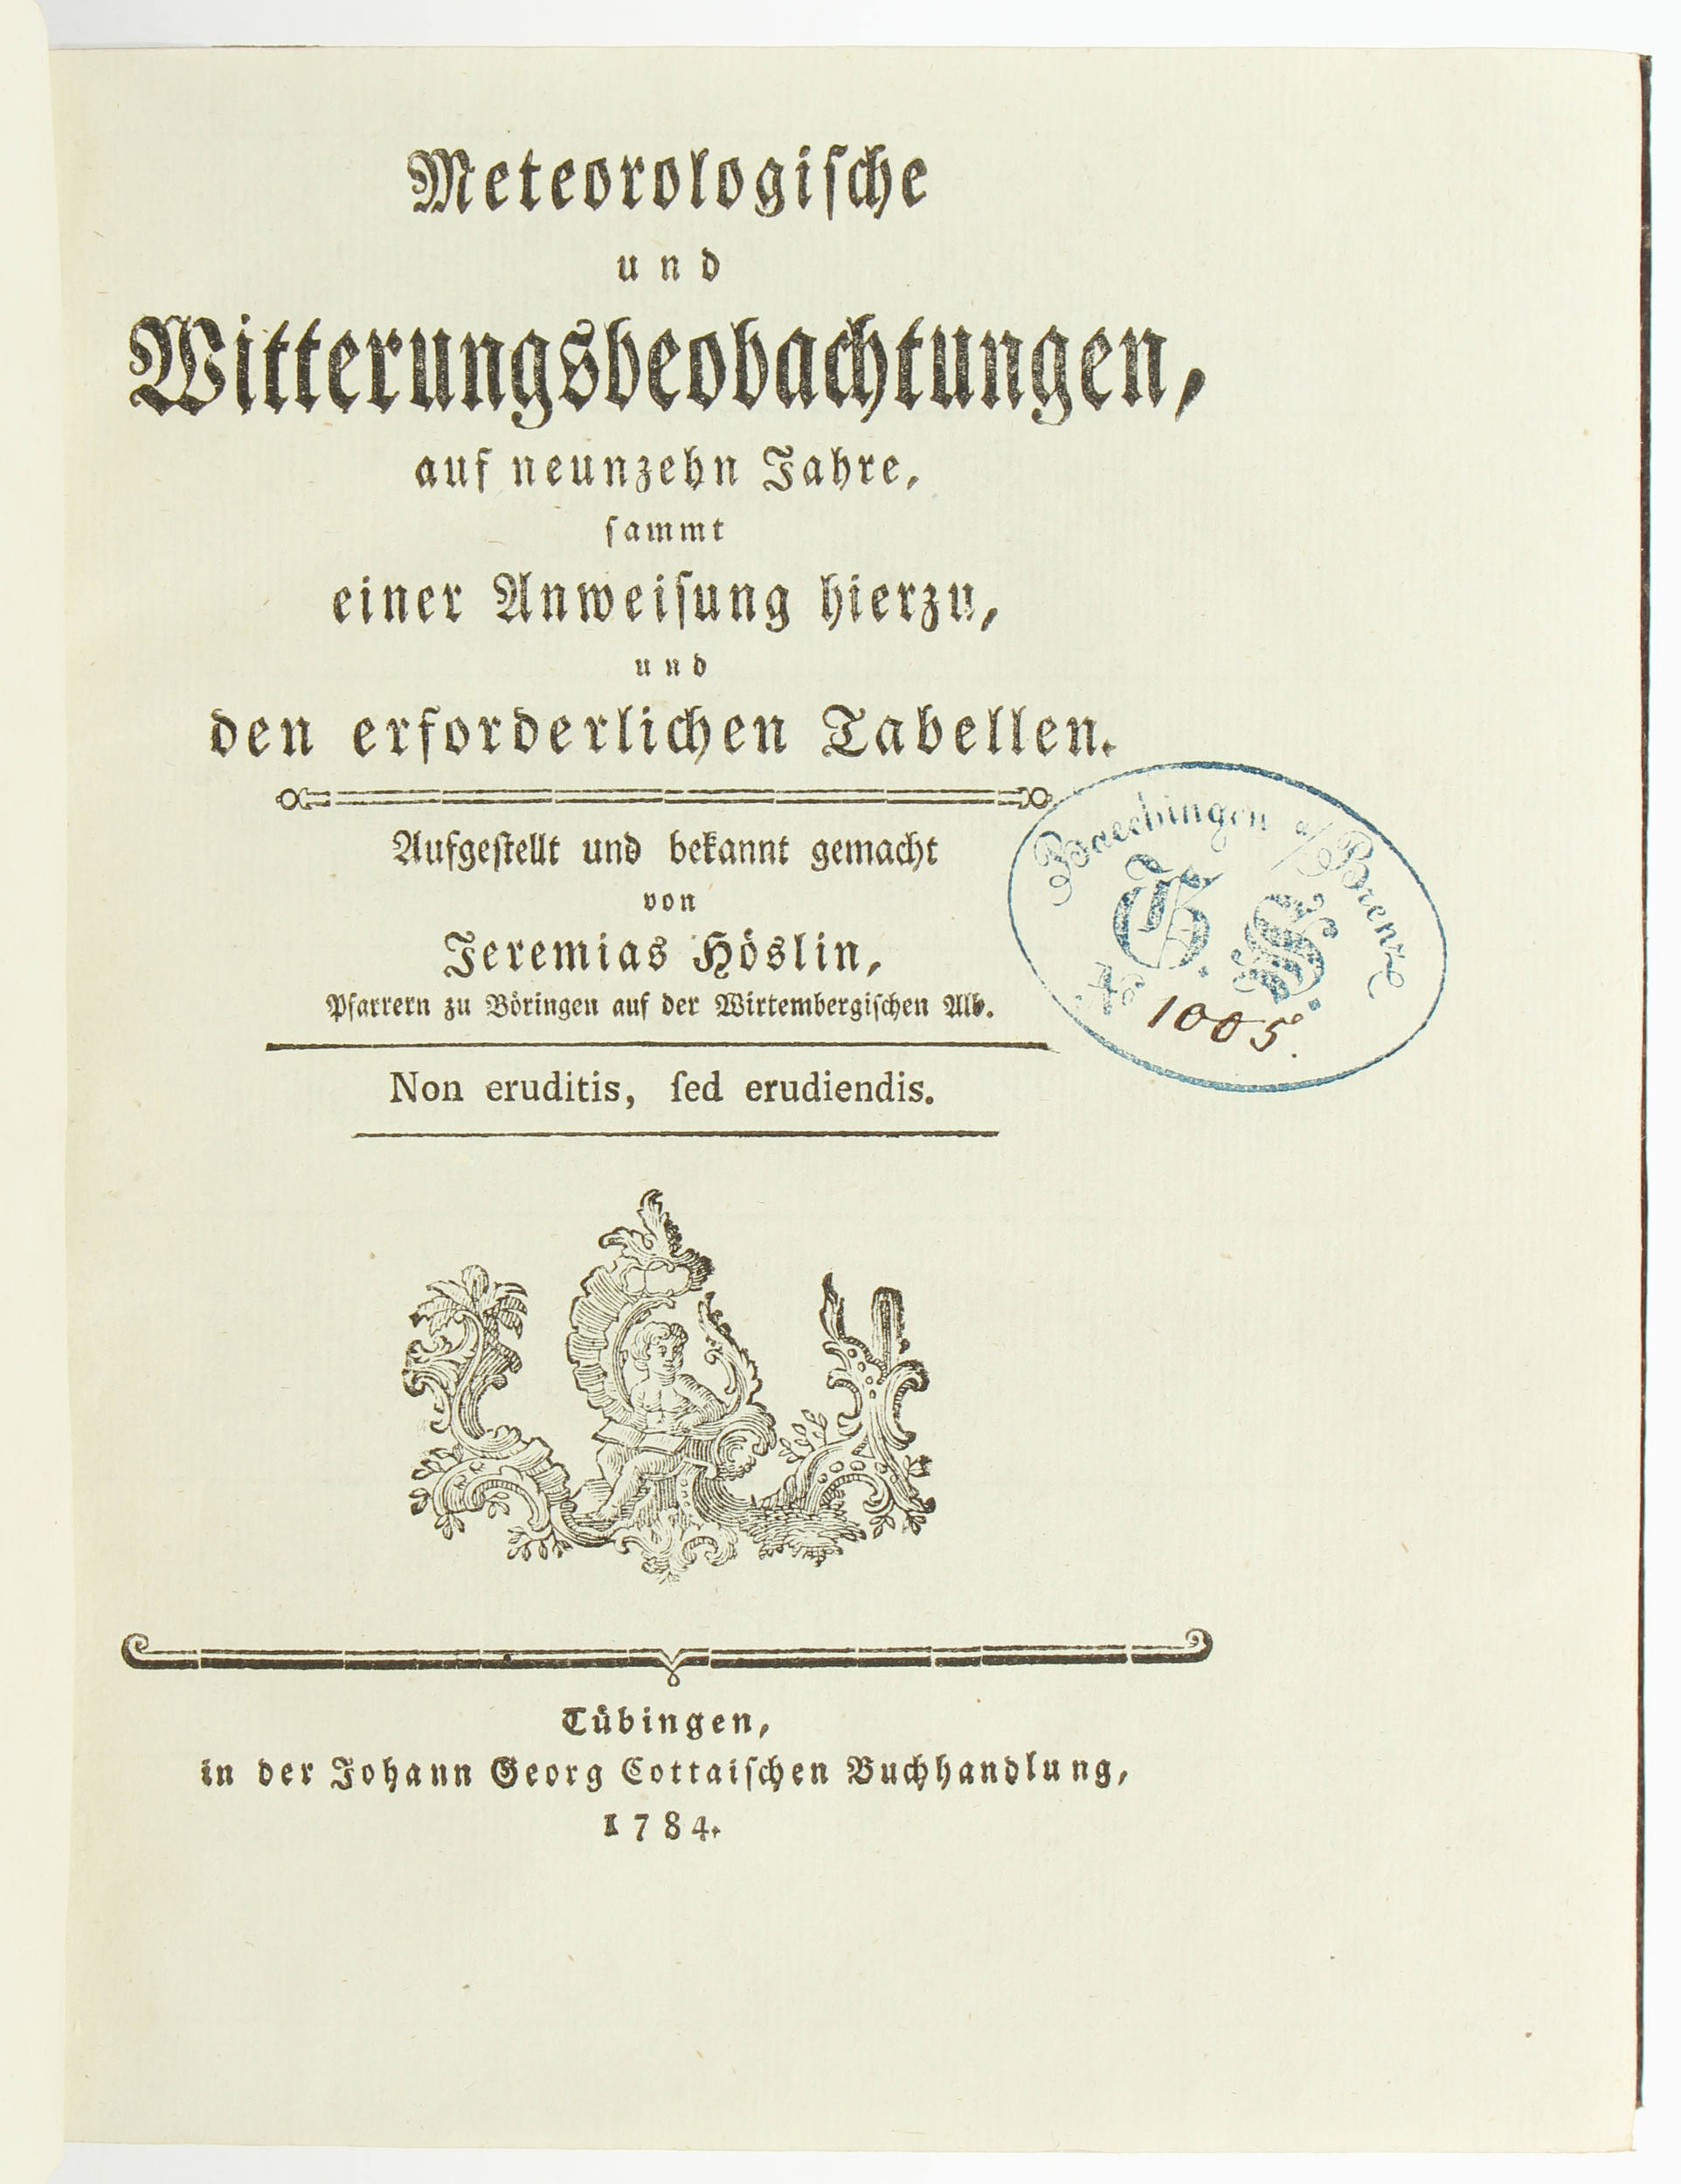 Meteorologiſche
und
Witterungsbeobachtungen,
auf neunzehn Jahre,
ſammt
einer Anweiſung hierzu,
und
den erforderlichen Tabellen.
Aufgeſtellt und bekannt gemacht
von
Jeremias Höslin,
Pfarrern zu Böringen auf der Wirtembergiſchen Alb.
Baechingen a/Brenz
G. S.
No 1005.
Non eruditis, ſed erudiendis.
Tübingen,
in der Johann Georg Cottaiſchen Buchhandlung,
1784.